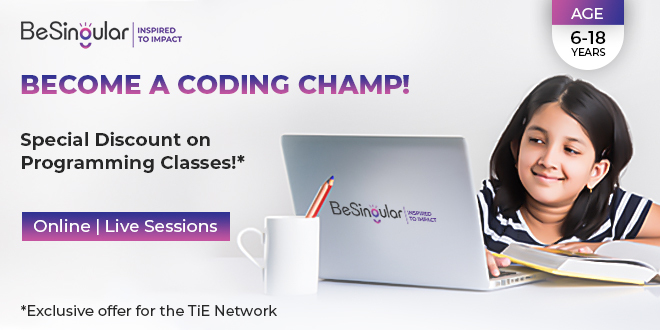 BeSingular | INSPIRED
TO IMPACT
AGE
6-18
YEARS
BECOME A CODING CHAMP!
Special Discount on
Programming Classes!*
BeSingular | INSPIRED
TO IMPACT
Online | Live Sessions
*Exclusive offer for the TiE Network